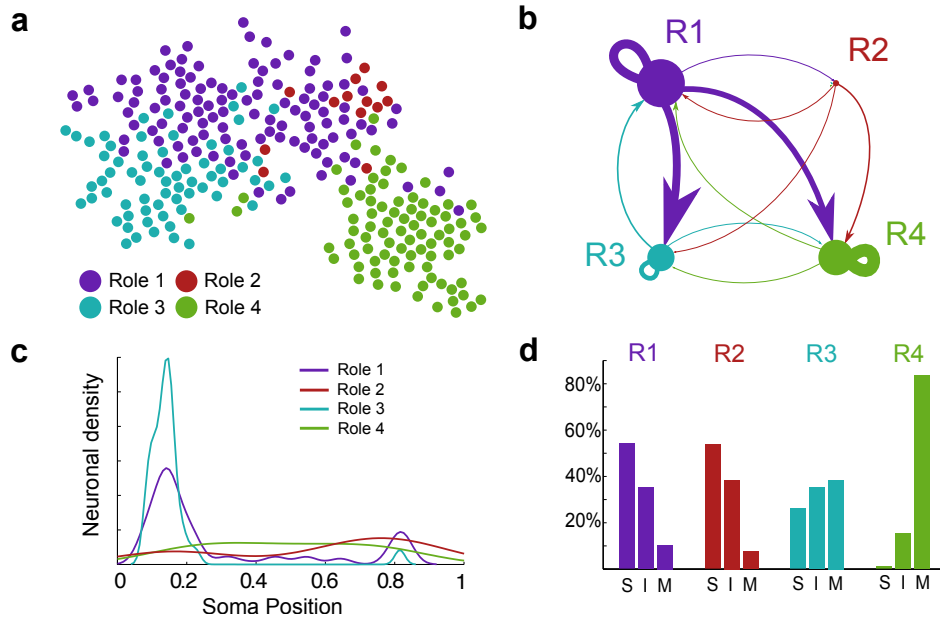 a
Role 1
Role 2
Role 3
Role 4
b
R1
R2
R3
R4
c
Neuronal density
Role 1
Role 2
Role 3
Role 4
0 0.2 0.4 0.6 0.8 1
Soma Position
d
R1 R2 R3 R4
80%
60%
40%
20%
S I M S I M S I M S I M